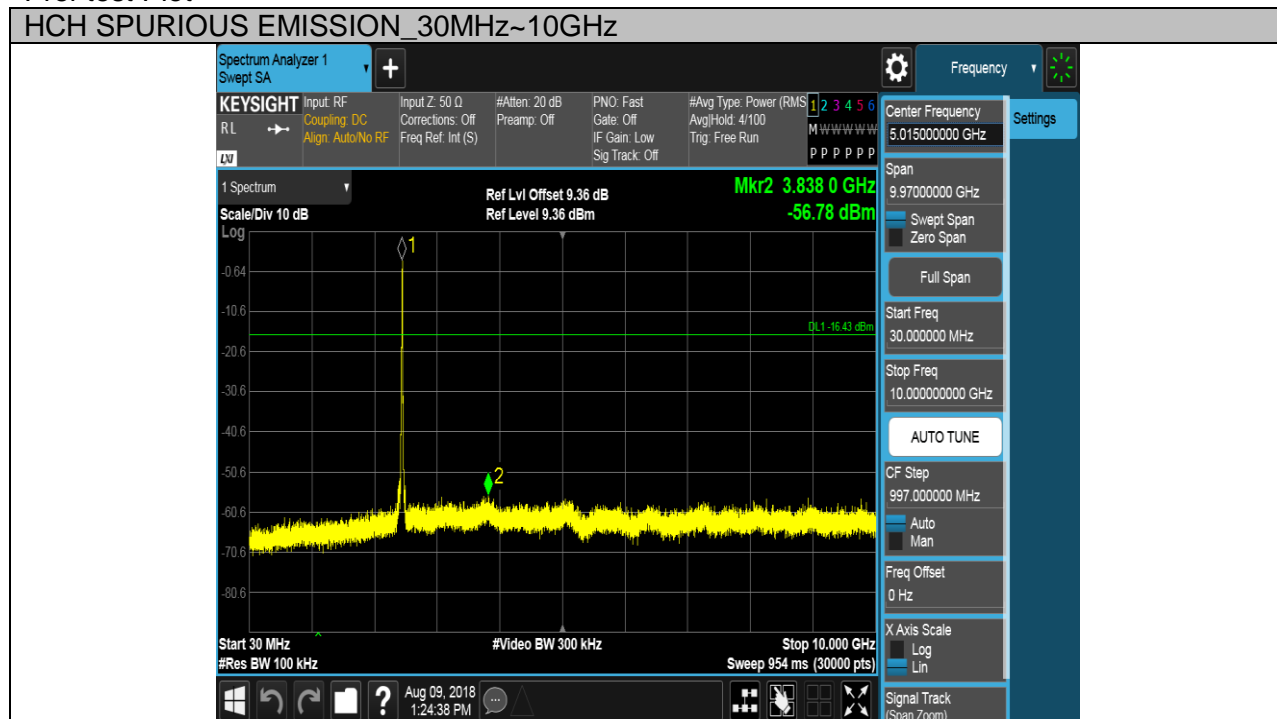 HCH SPURIOUS EMISSION_30MHz~10GHz
Spectrum Analyzer 1
Swept SA
+
Frequency
KEYSIGHT
RL
LXI
Input: RF
Coupling: DC
Align: Auto/No RF
Input Z: 50 Ω
Corrections: Off
Freq Ref: Int (S)
#Atten: 20 dB
Preamp: Off
PNO: Fast
Gate: Off
IF Gain: Low
Sig Track: Off
#Avg Type: Power (RMS
Avg|Hold: 4/100
Trig: Free Run
1 2 3 4 5 6
M W W W W W
P P P P P P
1 Spectrum
Scale/Div 10 dB
Ref Lvl Offset 9.36 dB
Ref Level 9.36 dBm
Mkr2 3.838 0 GHz
-56.78 dBm
Log
1
-0.64
-10.6
DL1 -16.43 dBm
-20.6
-30.6
-40.6
-50.6
2
-60.6
-70.6
-80.6
Start 30 MHz
#Res BW 100 kHz
#Video BW 300 kHz
Stop 10.000 GHz
Sweep 954 ms (30000 pts)
?
Aug 09, 2018
1:24:38 PM
Center Frequency
5.015000000 GHz
Settings
Span
9.97000000 GHz
Swept Span
Zero Span
Full Span
Start Freq
30.000000 MHz
Stop Freq
10.000000000 GHz
AUTO TUNE
CF Step
997.000000 MHz
Auto
Man
Freq Offset
0 Hz
X Axis Scale
Log
Lin
Signal Track
(Span Zoom)